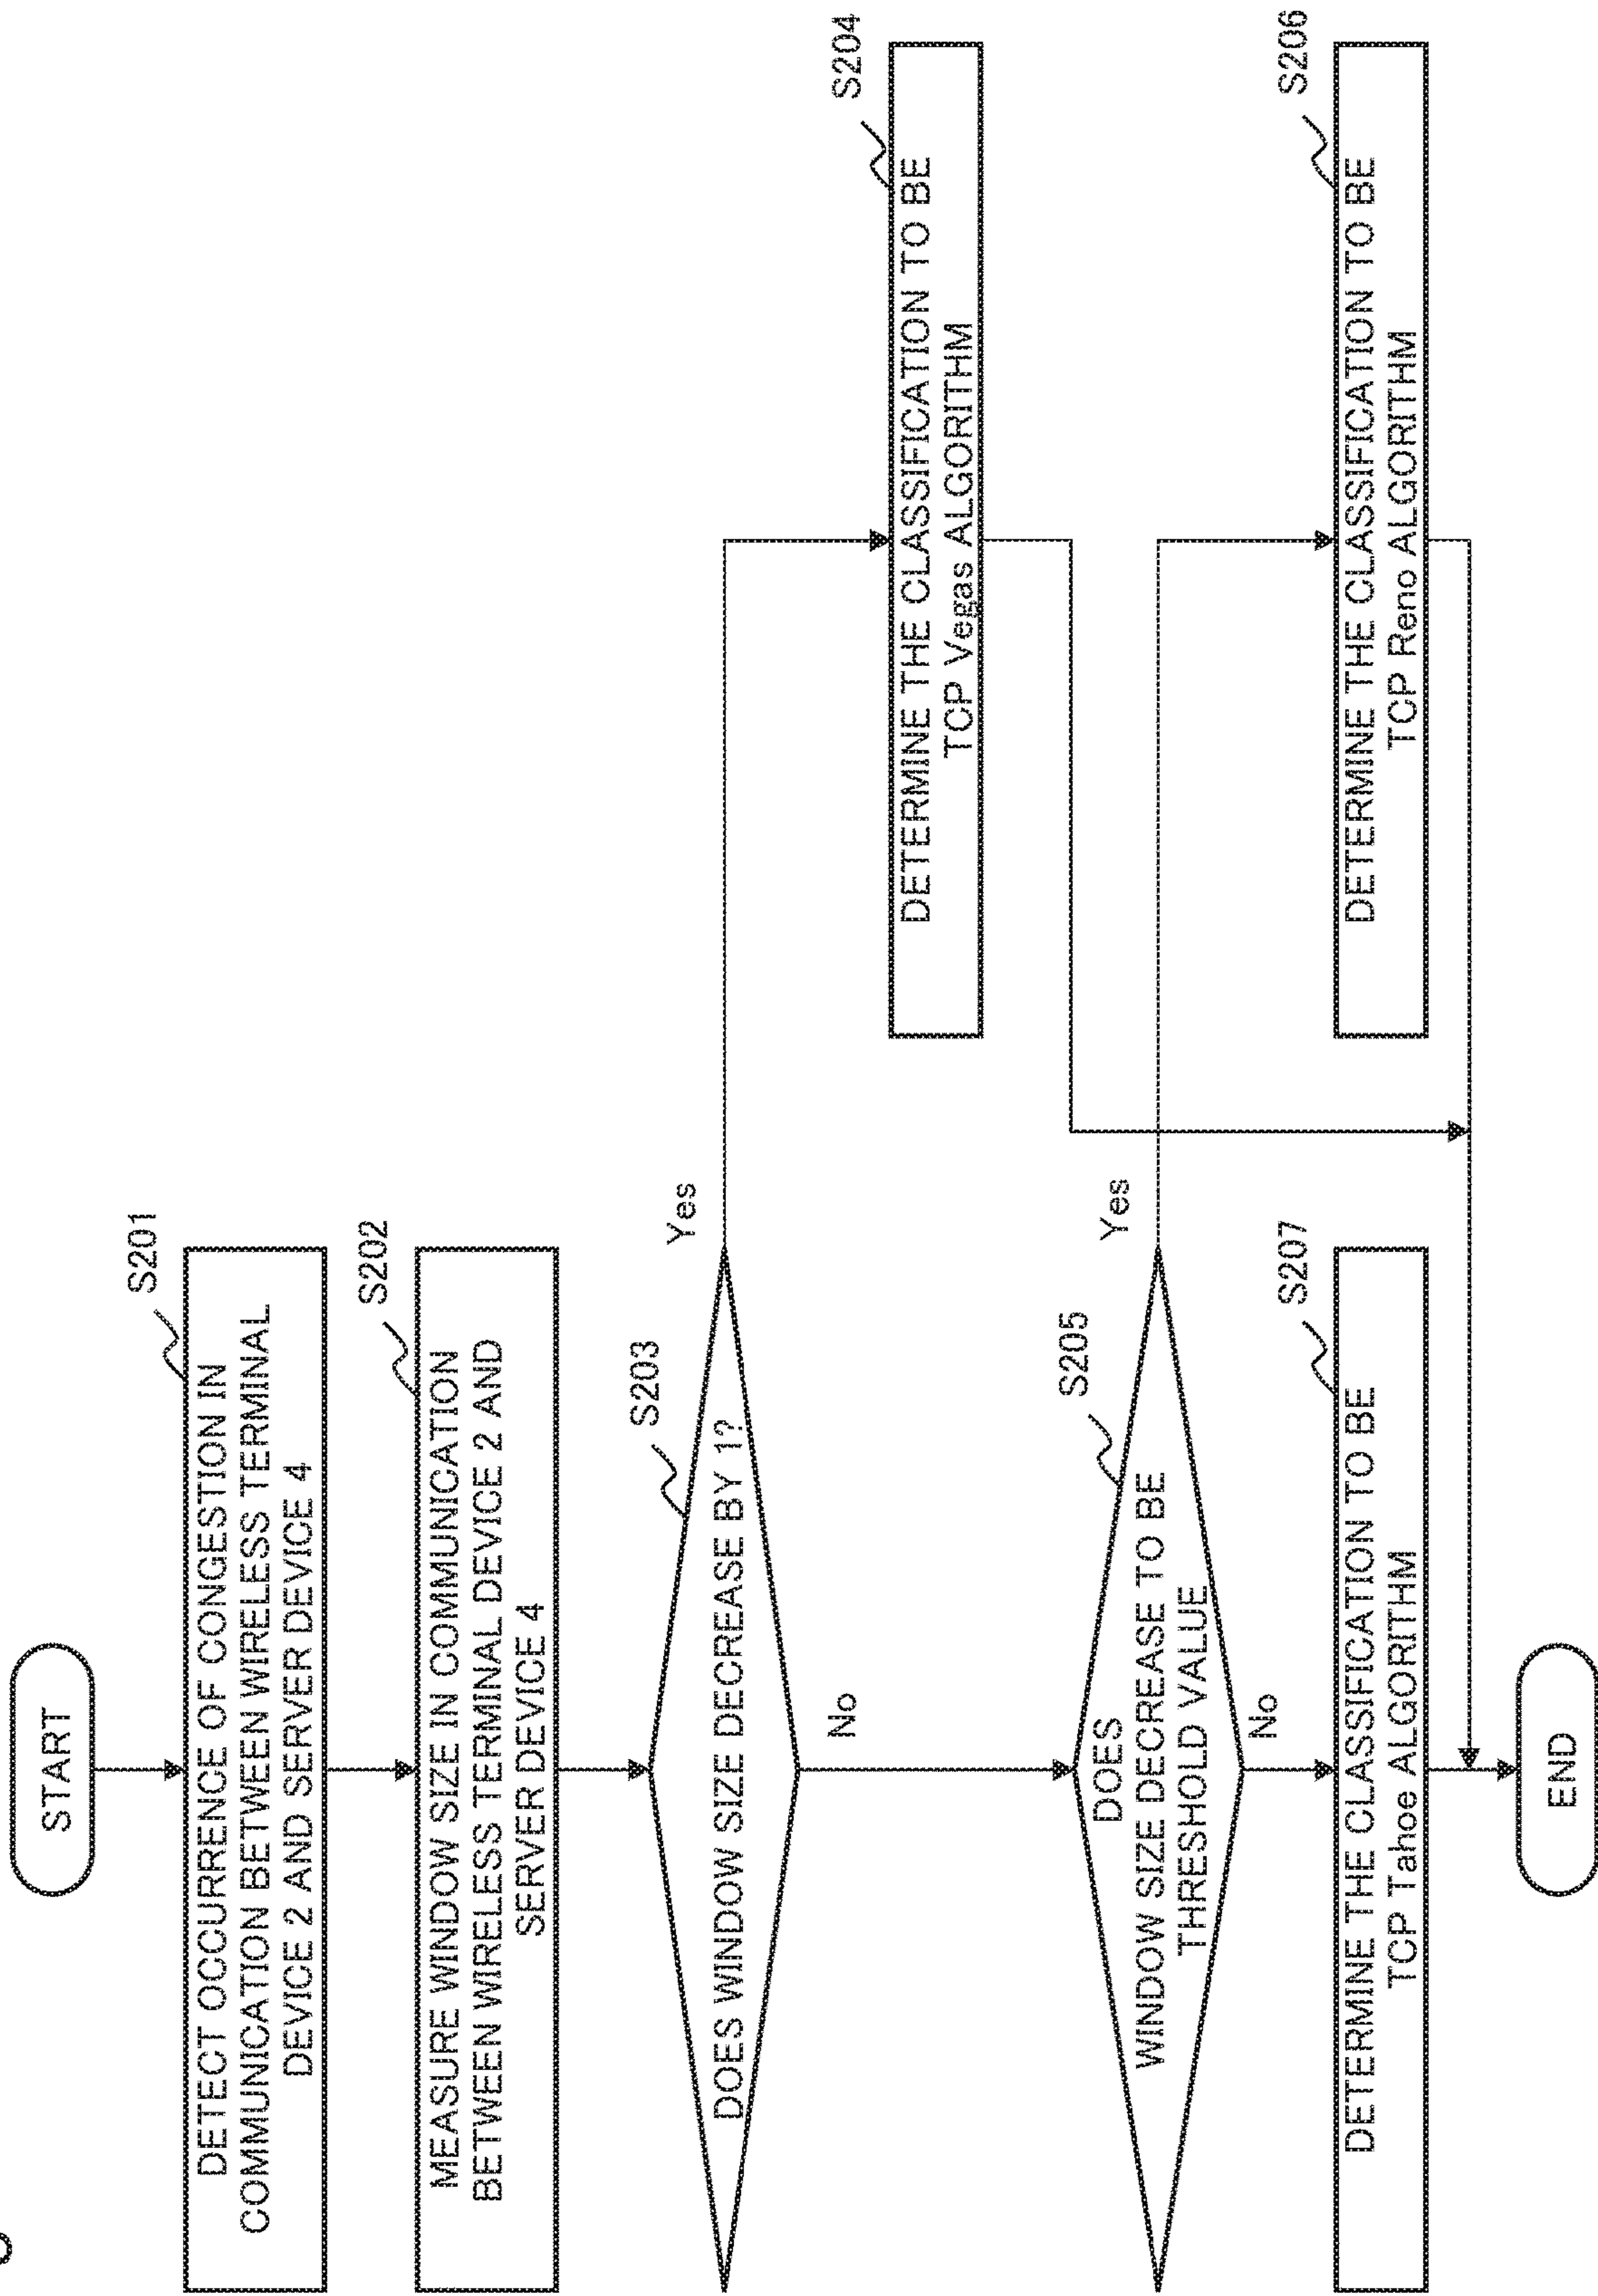 START
S201
DETECT OCCURRENCE OF CONGESTION IN
COMMUNICATION BETWEEN WIRELESS TERMINAL
DEVICE 2 AND SERVER DEVICE 4
S202
MEASURE WINDOW SIZE IN COMMUNICATION
BETWEEN WIRELESS TERMINAL DEVICE 2 AND
SERVER DEVICE 4
S203
DOES WINDOW SIZE DECREASE BY 1?
Yes
No
S204
DETERMINE THE CLASSIFICATION TO BE
TCP Vegas ALGORITHM
S205
DOES
WINDOW SIZE DECREASE TO BE
THRESHOLD VALUE
Yes
No
S206
DETERMINE THE CLASSIFICATION TO BE
TCP Reno ALGORITHM
S207
DETERMINE THE CLASSIFICATION TO BE
TCP Tahoe ALGORITHM
END